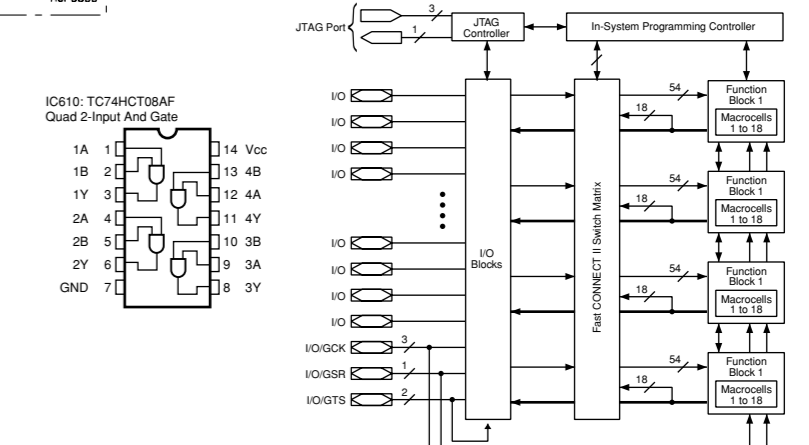 IC610: TC74HCT08AF
Quad 2-Input And Gate
1A 1
1B 2
1Y 3
2A 4
2B 5
2Y 6
GND 7
14 Vcc
13 4B
12 4A
11 4Y
10 3B
9 3A
8 3Y
JTAG Port
3
1
JTAG
Controller
In-System Programming Controller
I/O
I/O
I/O
I/O
I/O
I/O
I/O
I/O
I/O/GCK
3
I/O/GSR
1
I/O/GTS
2
I/O
Blocks
Fast CONNECT II Switch Matrix
54
18
Function
Block 1
Macrocells
1 to 18
54
18
Function
Block 1
Macrocells
1 to 18
54
18
Function
Block 1
Macrocells
1 to 18
54
18
Function
Block 1
Macrocells
1 to 18